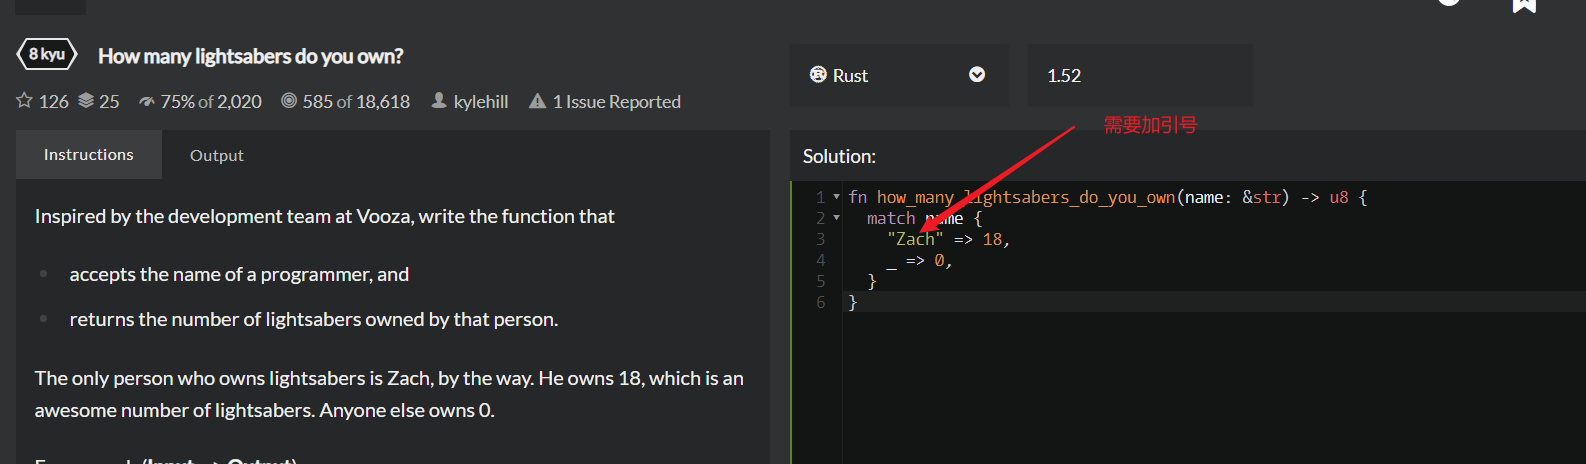 8 kyu
How many lightsabers do you own?
126 25 75% of 2,020 585 of 18,618 kylehill 1 Issue Reported
Instructions
Output
Inspired by the development team at Vooza, write the function that
accepts the name of a programmer, and
returns the number of lightsabers owned by that person.
The only person who owns lightsabers is Zach, by the way. He owns 18, which is an
awesome number of lightsabers. Anyone else owns 0.
Rust
1.52
需要加引号
Solution:
1 fn how_many_lightsabers_do_you_own(name: &str) -> u8 {
2 match name {
3 "Zach" => 18,
4 _ => 0,
5 }
6 }